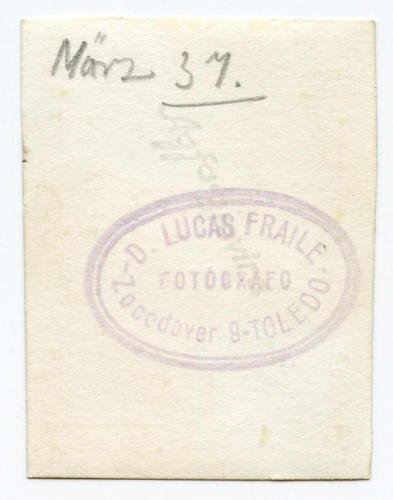 März 37.
D. LUCAS FRAILE
FOTÓGRAFO
Zocodover 9-TOLEDO